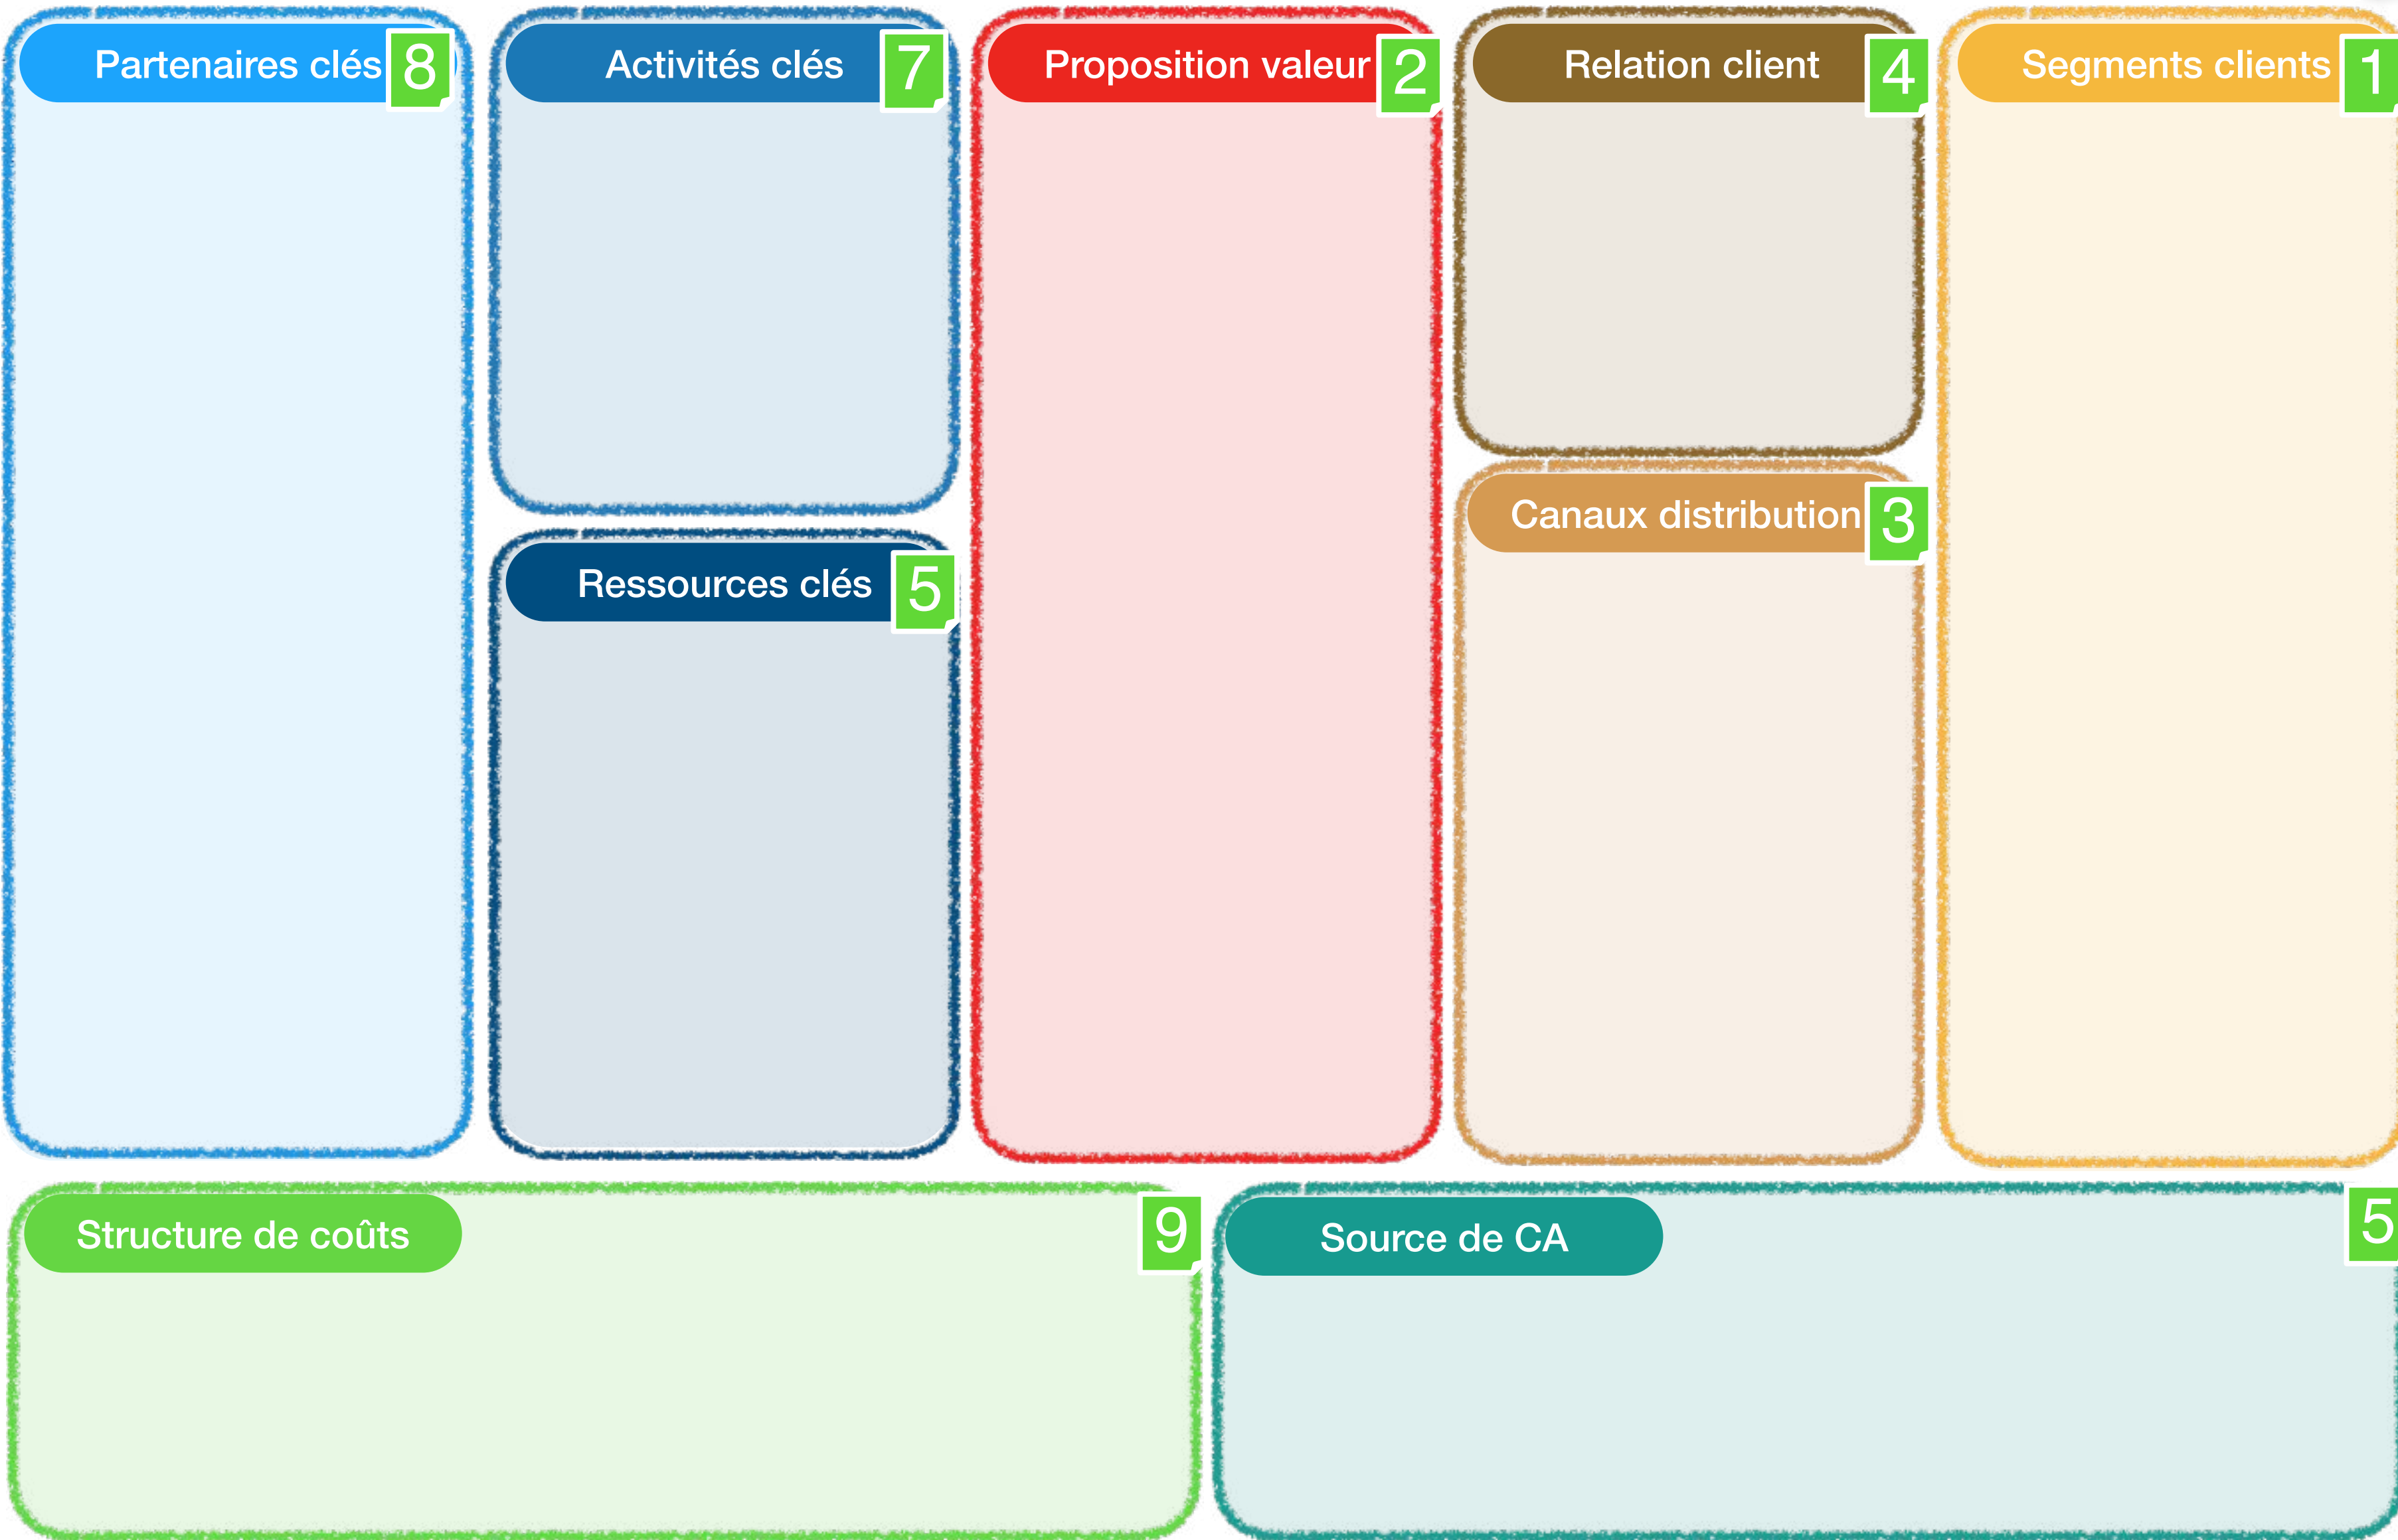 Partenaires clés 8
Activités clés 7
Proposition valeur 2
Relation client 4
Segments clients 1
Canaux distribution 3
Ressources clés 5
Structure de coûts 9
Source de CA 5